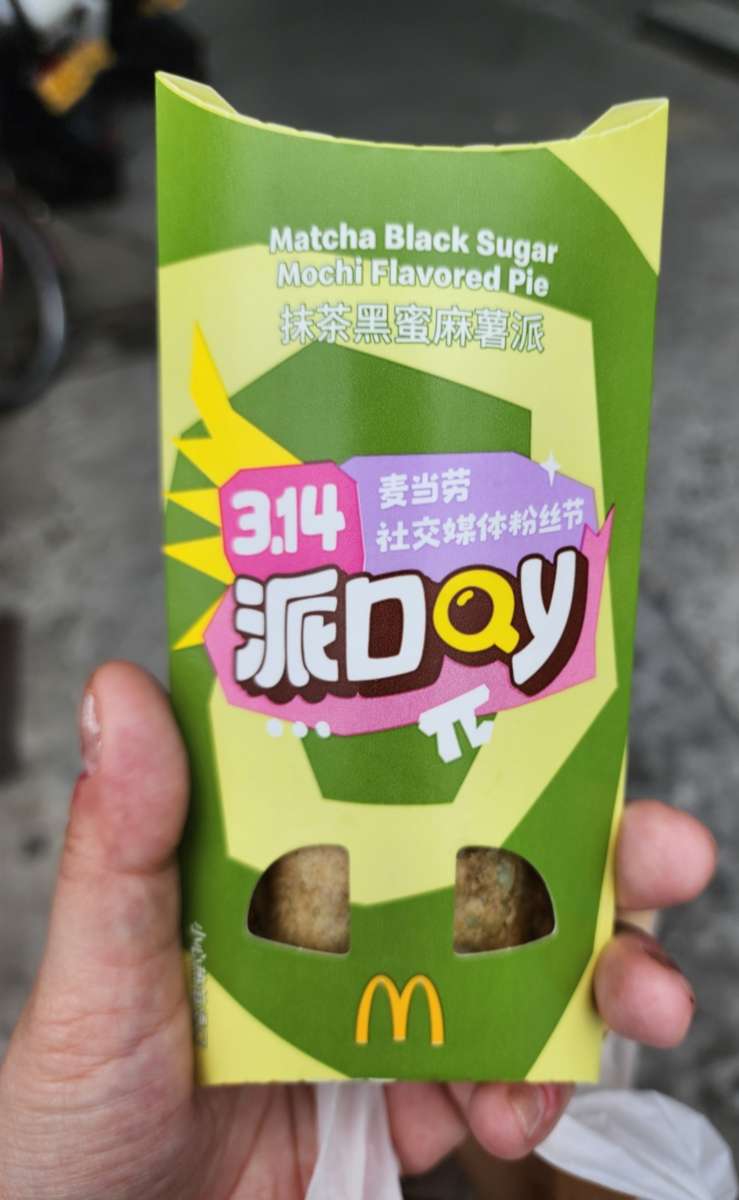 Matcha Black Sugar
Mochi Flavored Pie
抹茶黑蜜麻薯派
3.14
麦当劳
社交媒体粉丝节
派Day
π